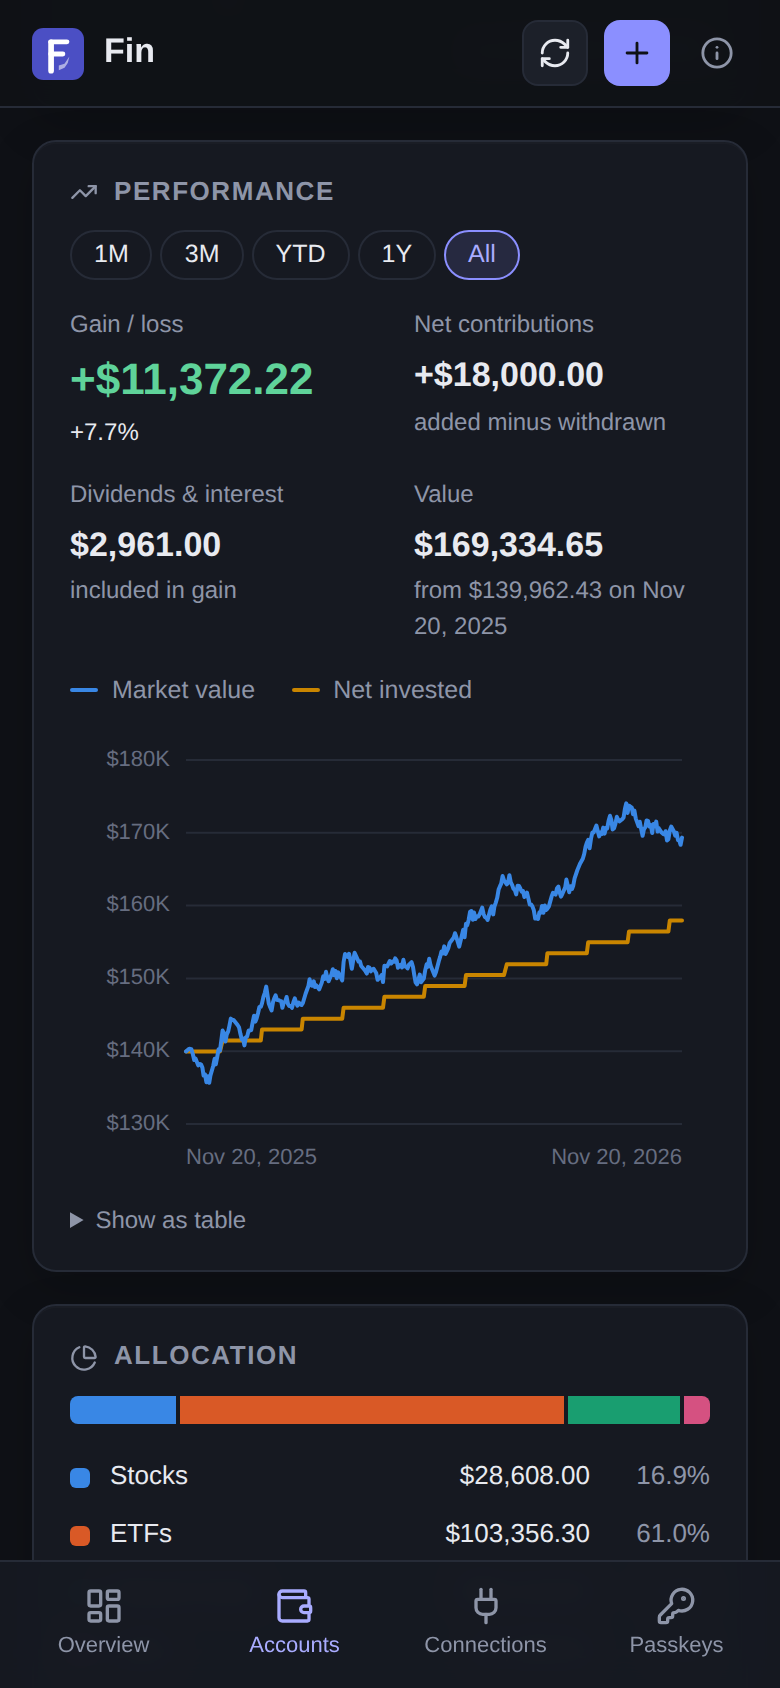 Fin
PERFORMANCE
1M 3M YTD 1Y All
Gain / loss
+$11,372.22
+7.7%
Net contributions
+$18,000.00
added minus withdrawn
Dividends & interest
$2,961.00
included in gain
Value
$169,334.65
from $139,962.43 on Nov
20, 2025
Market value Net invested
$180K
$170K
$160K
$150K
$140K
$130K
Nov 20, 2025 Nov 20, 2026
Show as table
ALLOCATION
Stocks $28,608.00 16.9%
ETFs $103,356.30 61.0%
Overview Accounts Connections Passkeys